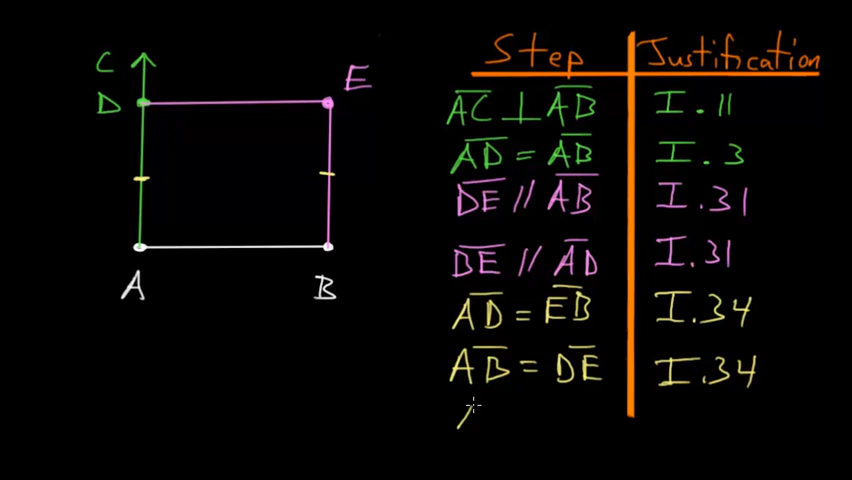 C
D
E
A
B
Step Justification
AC ⊥ AB I.11
AD = AB I.3
DE // AB I.31
BE // AD I.31
AD = EB I.34
AB = DE I.34